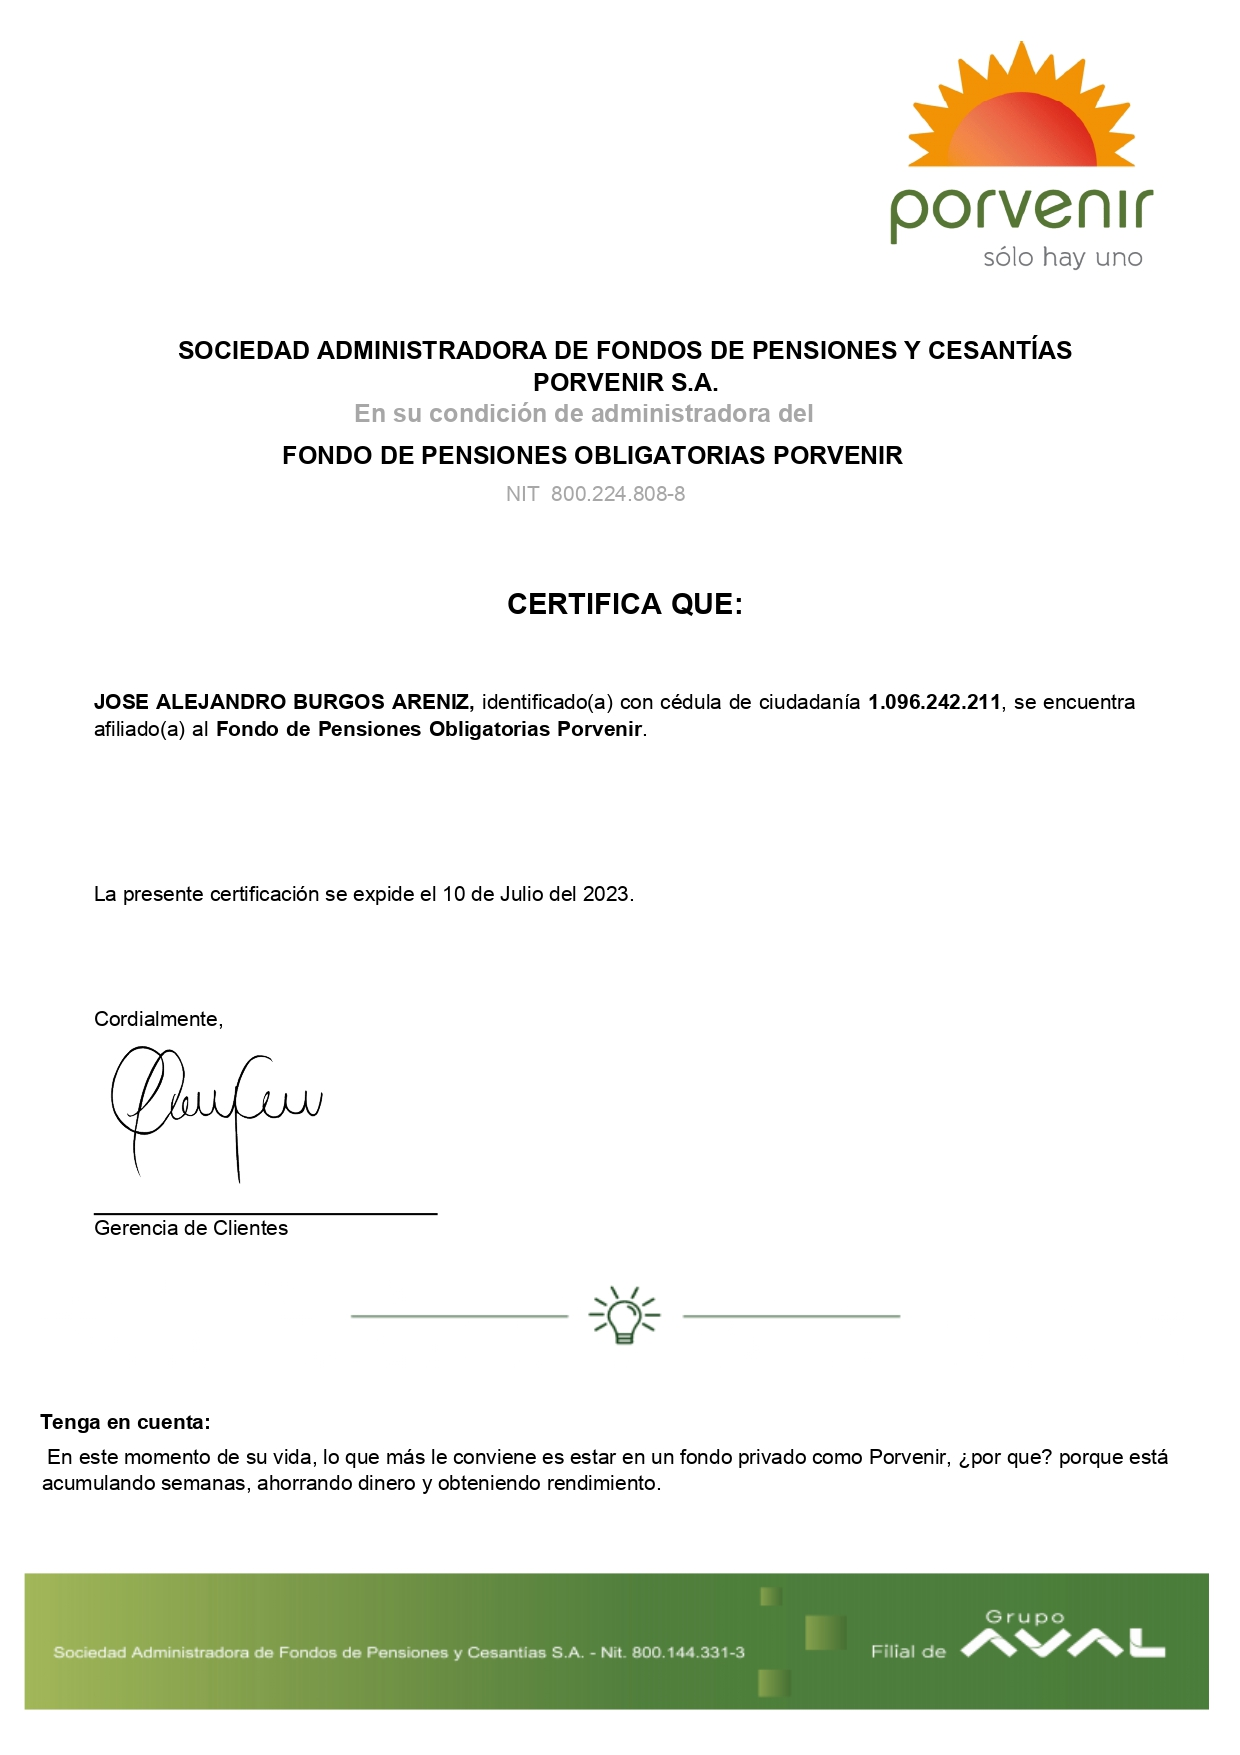 porvenir
sólo hay uno
SOCIEDAD ADMINISTRADORA DE FONDOS DE PENSIONES Y CESANTÍAS
PORVENIR S.A.
En su condición de administradora del
FONDO DE PENSIONES OBLIGATORIAS PORVENIR
NIT 800.224.808-8
CERTIFICA QUE:
JOSE ALEJANDRO BURGOS ARENIZ, identificado(a) con cédula de ciudadanía 1.096.242.211, se encuentra
afiliado(a) al Fondo de Pensiones Obligatorias Porvenir.
La presente certificación se expide el 10 de Julio del 2023.
Cordialmente,
Gerencia de Clientes
Tenga en cuenta:
En este momento de su vida, lo que más le conviene es estar en un fondo privado como Porvenir, ¿por que? porque está
acumulando semanas, ahorrando dinero y obteniendo rendimiento.
Sociedad Administradora de Fondos de Pensiones y Cesantías S.A. - Nit. 800.144.331-3
Filial de
Grupo
AVAL